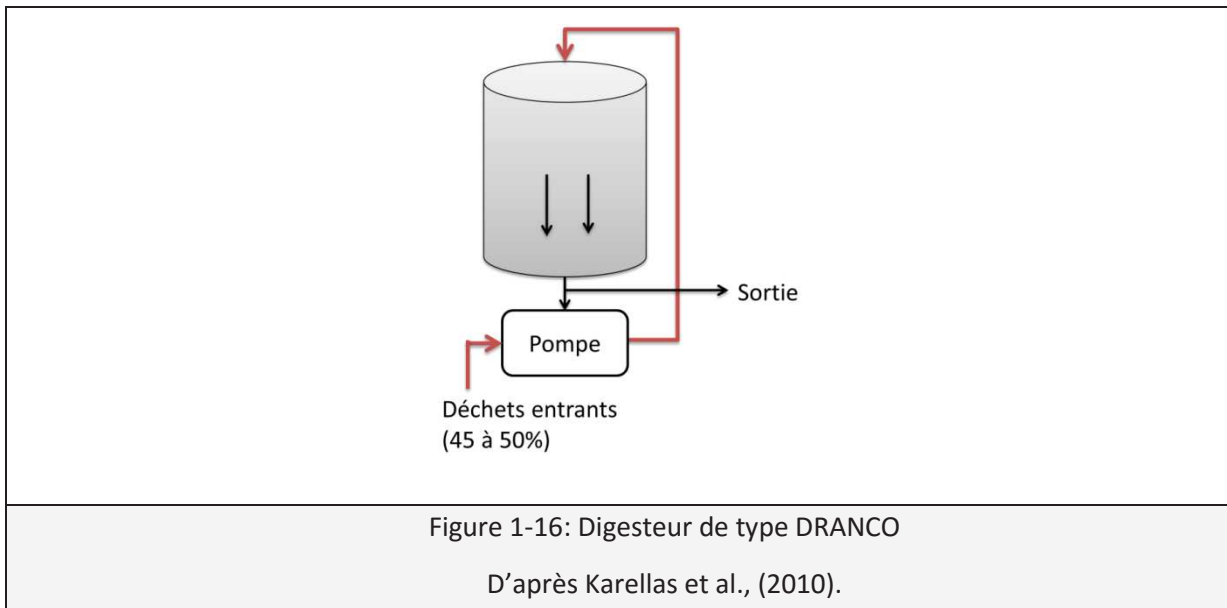 Sortie
Pompe
Déchets entrants
(45 à 50%)
Figure 1-16: Digesteur de type DRANCO
D’après Karellas et al., (2010).